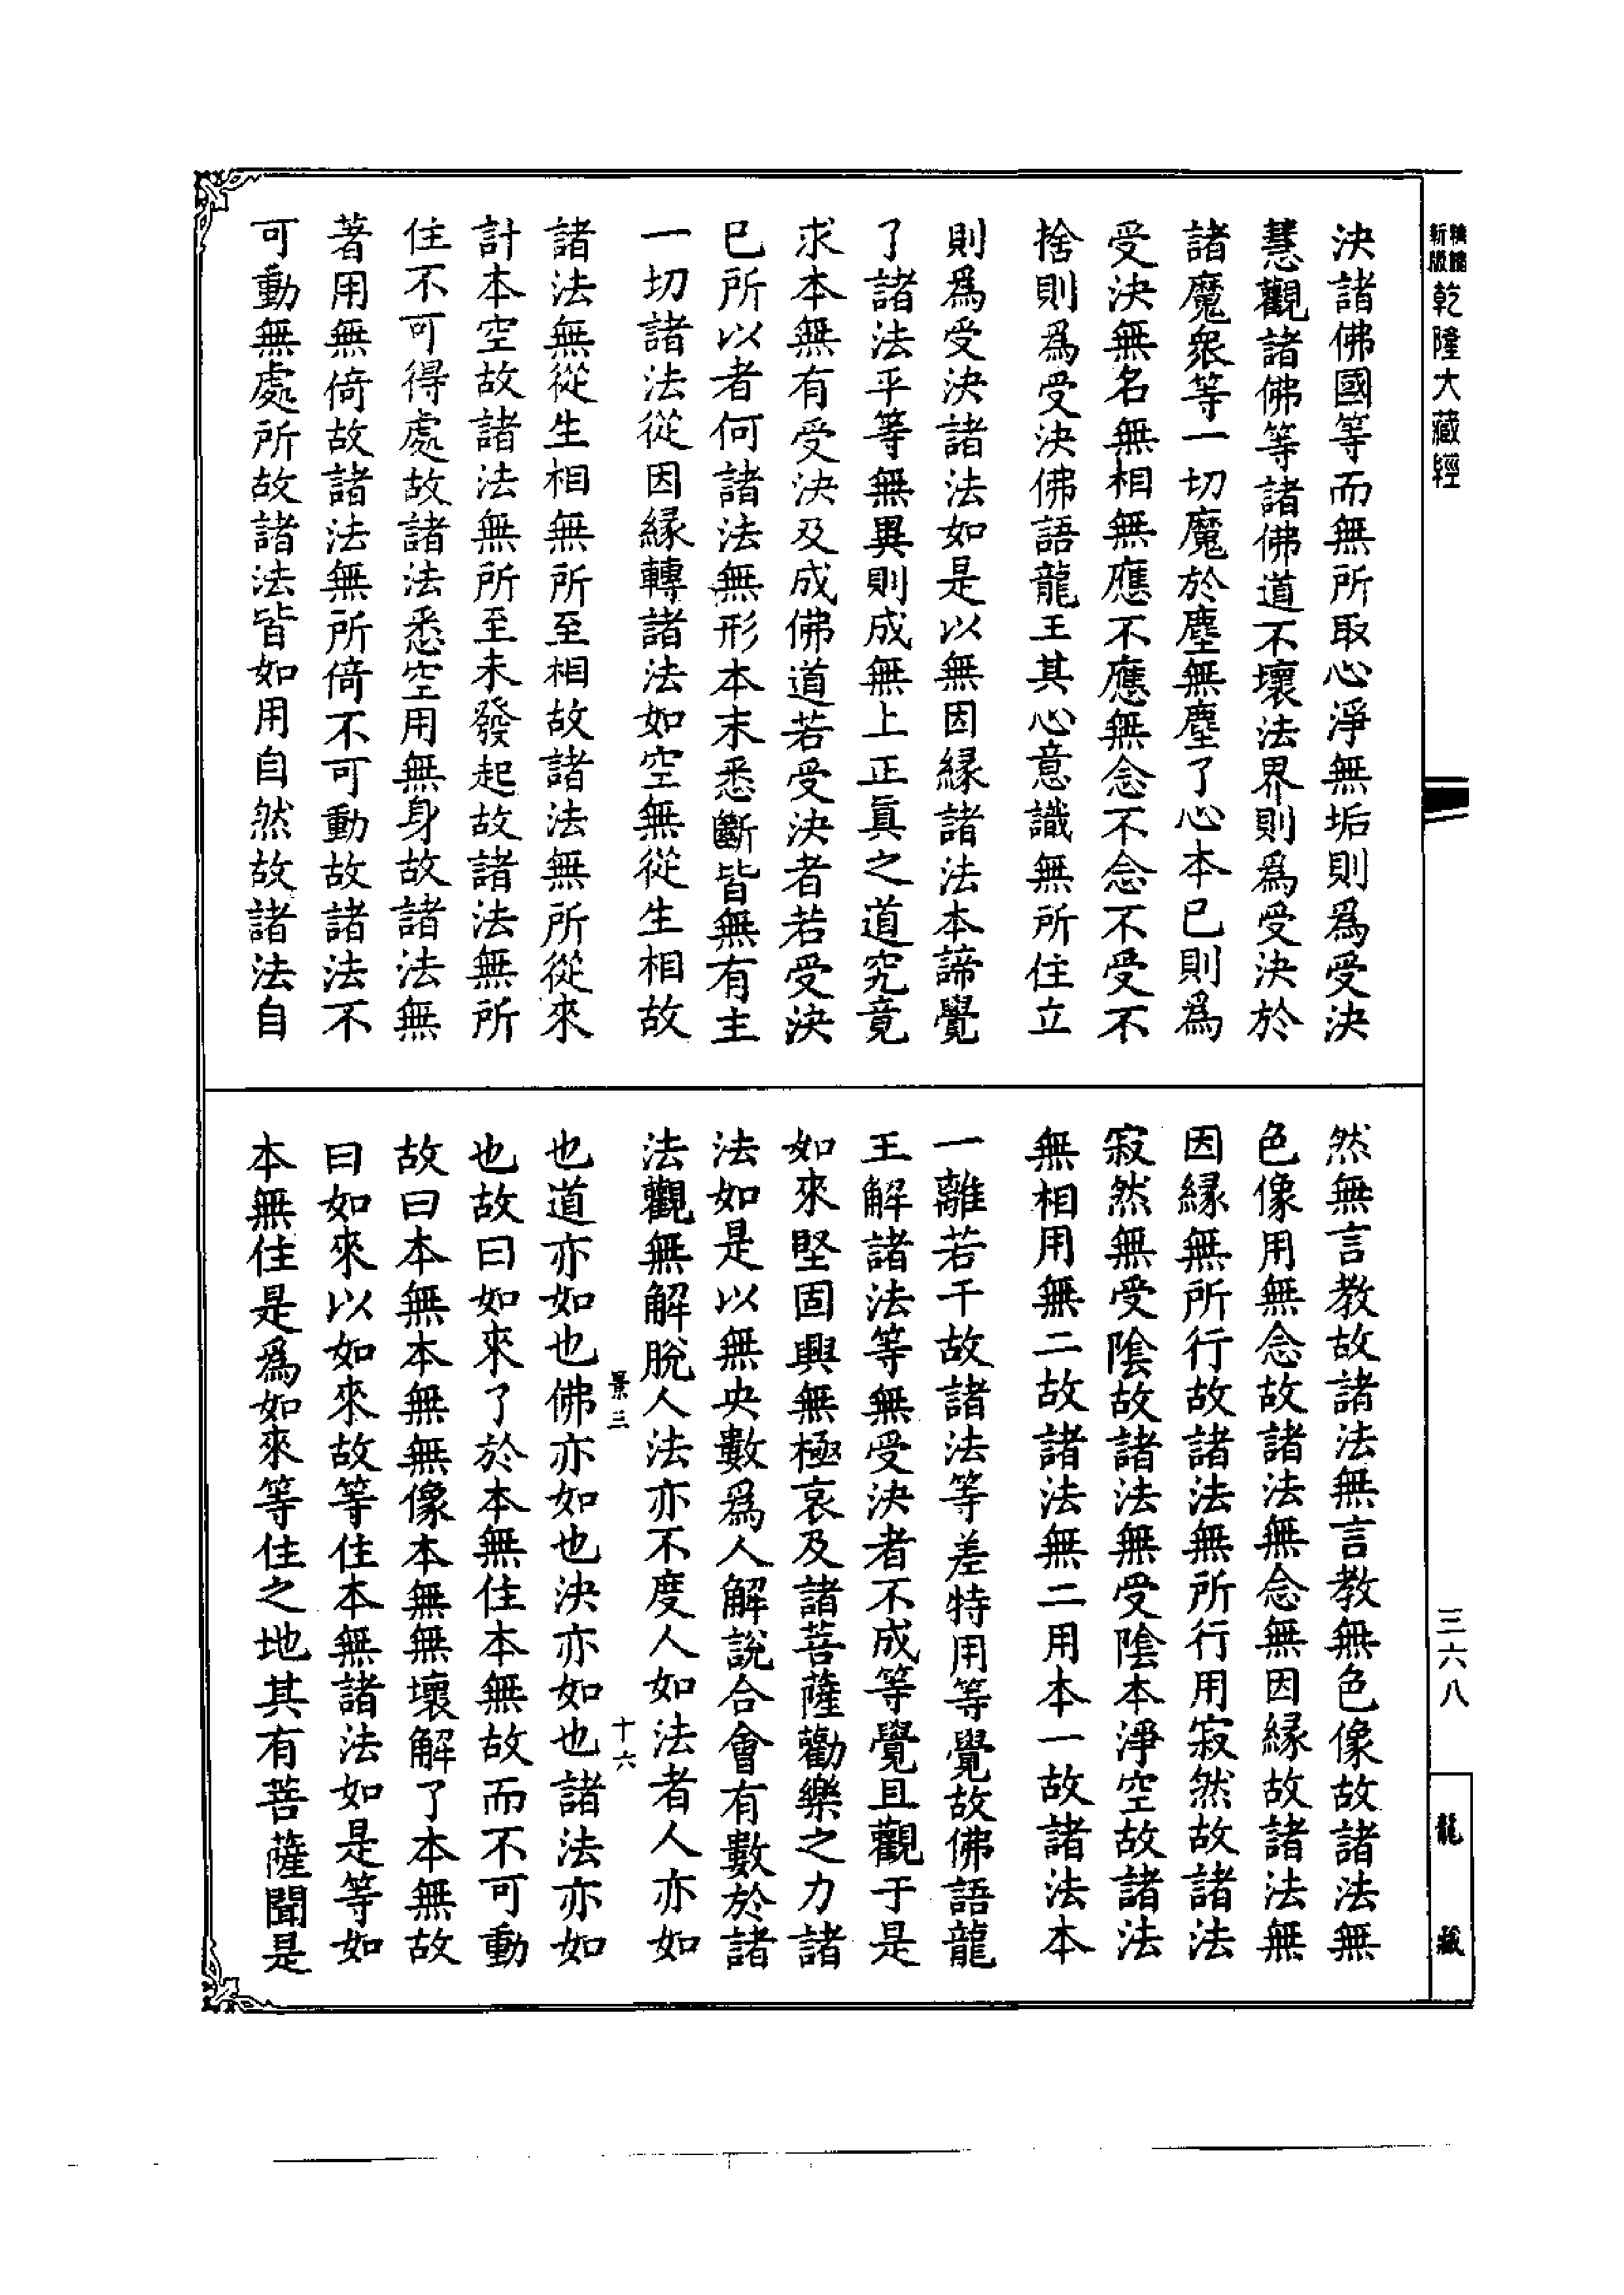 新版
精縮
乾隆大藏經
決諸佛國等而無所取心淨無垢則爲受決
慧觀諸佛等諸佛道不壞法界則爲受決於
諸魔衆等一切魔於塵無塵了心本已則爲
受決無名無相無應不應無念不念不受不
捨則爲受決佛語龍王其心意識無所住立
則爲受決諸法如是以無因緣諸法本諦覺
了諸法平等無異則成無上正眞之道究竟
求本無有受決及成佛道若受決者若受決
已所以者何諸法無形本末悉斷皆無有主
一切諸法從因緣轉諸法如空無從生相故
諸法無從生相無所至相故諸法無所從來
計本空故諸法無所至未發起故諸法無所
住不可得處故諸法悉空用無身故諸法無
著用無倚故諸法無所倚不可動故諸法不
可動無處所故諸法皆如用自然故諸法自
然無言教故諸法無言教無色像故諸法無
色像用無念故諸法無念無因緣故諸法無
因緣無所行故諸法無所行用寂然故諸法
寂然無受陰故諸法無受陰本淨空故諸法
無相用無二故諸法無二用本一故諸法本
一離若干故諸法等差特用等覺故佛語龍
王解諸法等無受決者不成等覺且觀于是
如來堅固興無極哀及諸菩薩勸樂之力諸
法如是以無央數爲人解說合會有數於諸
法觀無解脫人法亦不度人如法者人亦如
景三
十六
也道亦如也佛亦如也決亦如也諸法亦如
也故曰如來了於本無住本無故而不可動
故曰本無本無無像本無無壞解了本無故
曰如來以如來故等住本無諸法如是等如
本無住是爲如來等住之地其有菩薩聞是
三六八
龍藏